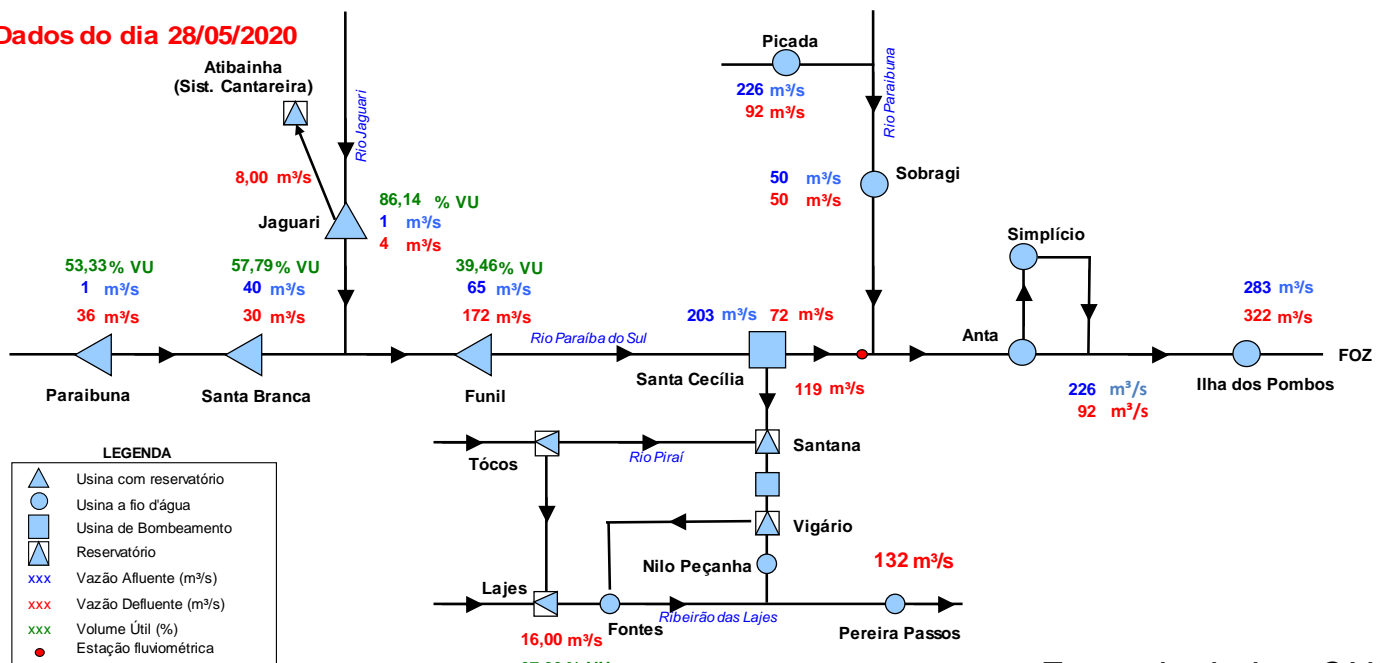 Dados do dia 28/05/2020
Atibainha
(Sist. Cantareira)
Rio Jaguari
8,00 m³/s
Jaguari
86,14 % VU
1 m³/s
4 m³/s
Picada
226 m³/s
92 m³/s
Rio Paraibuna
50 m³/s
50 m³/s
Sobragi
53,33 % VU
1 m³/s
36 m³/s
Paraibuna
57,79 % VU
40 m³/s
30 m³/s
Santa Branca
39,46 % VU
65 m³/s
172 m³/s
Funil
Rio Paraíba do Sul
203 m³/s 72 m³/s
Santa Cecília
119 m³/s
Simplício
Anta
226 m³/s
92 m³/s
283 m³/s
322 m³/s
Ilha dos Pombos
FOZ
Tócos
Rio Piraí
Santana
Vigário
Nilo Peçanha
132 m³/s
Lajes
Fontes
Ribeirão das Lajes
Pereira Passos
16,00 m³/s
LEGENDA
Usina com reservatório
Usina a fio d'água
Usina de Bombeamento
Reservatório
xxx Vazão Afluente (m³/s)
xxx Vazão Defluente (m³/s)
xxx Volume Útil (%)
Estação fluviométrica